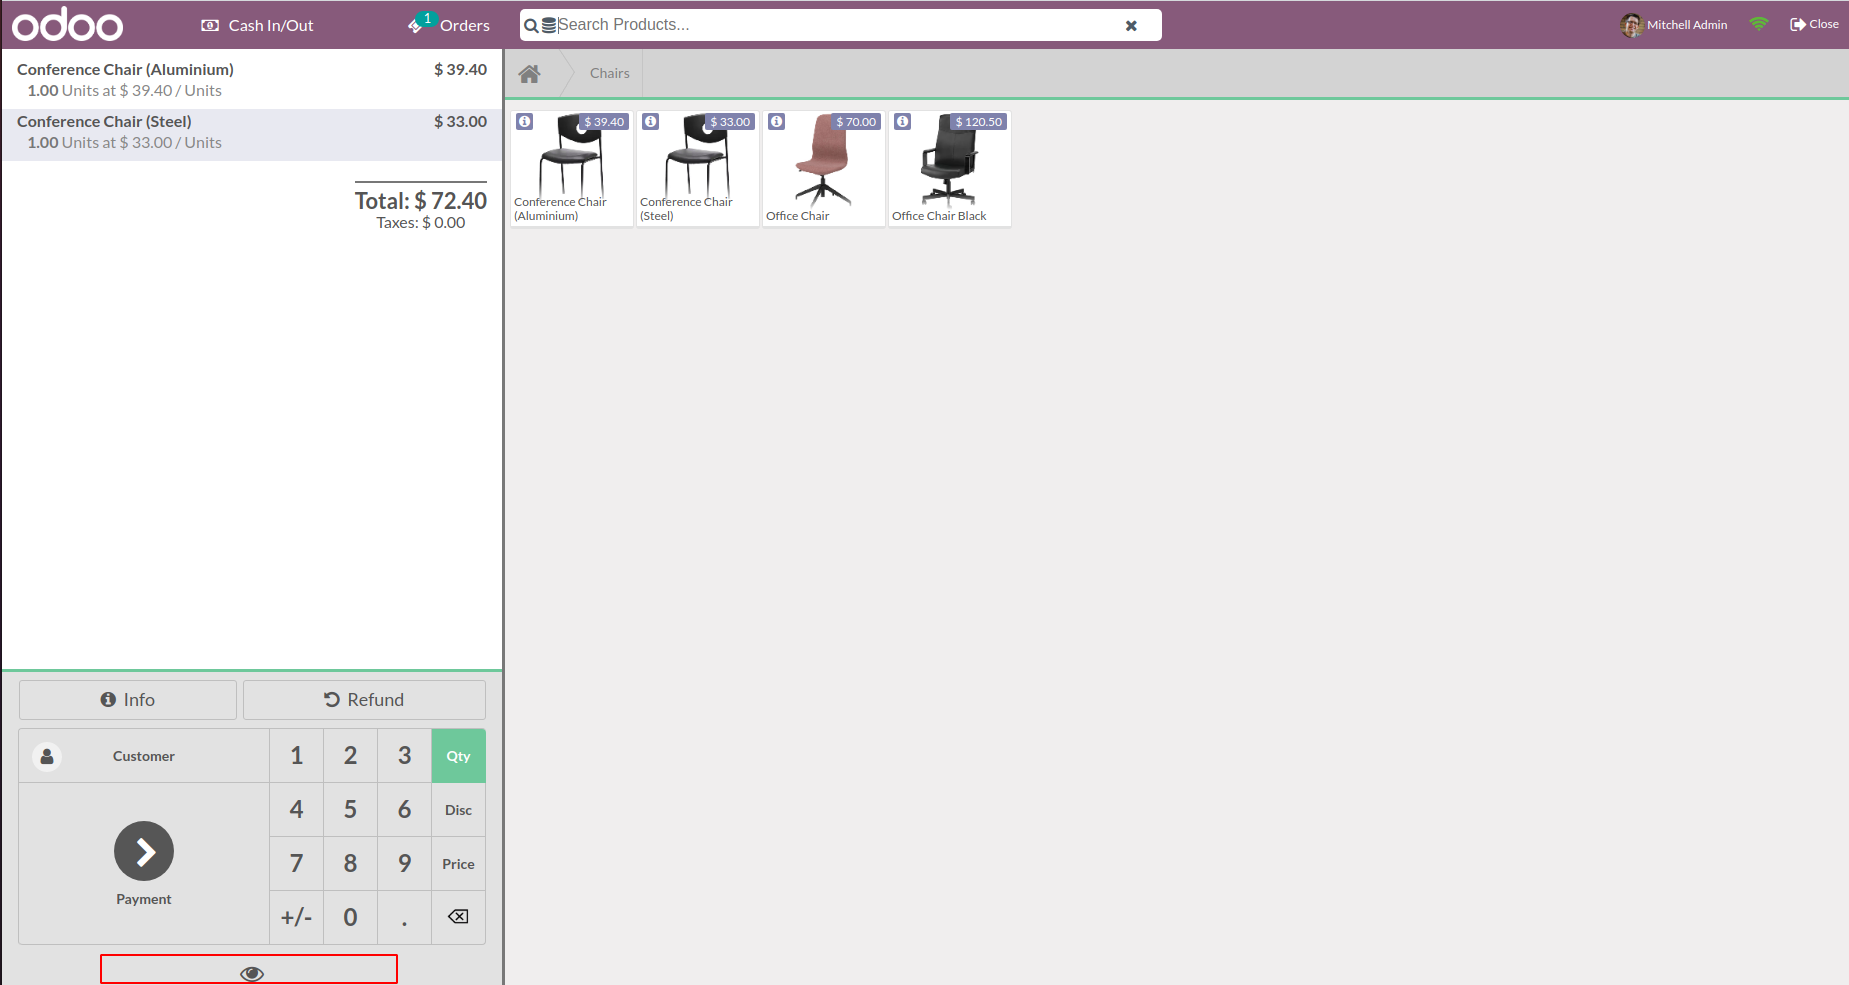 odoo
Cash In/Out
1
Orders
Search Products...
Mitchell Admin
Close
Conference Chair (Aluminium) $ 39.40
1.00 Units at $ 39.40 / Units
Conference Chair (Steel) $ 33.00
1.00 Units at $ 33.00 / Units
Total: $ 72.40
Taxes: $ 0.00
Chairs
$ 39.40
Conference Chair
(Aluminium)
$ 33.00
Conference Chair
(Steel)
$ 70.00
Office Chair
$ 120.50
Office Chair Black
Info
Refund
Customer
1 2 3 Qty
4 5 6 Disc
7 8 9 Price
+/- 0 .
Payment